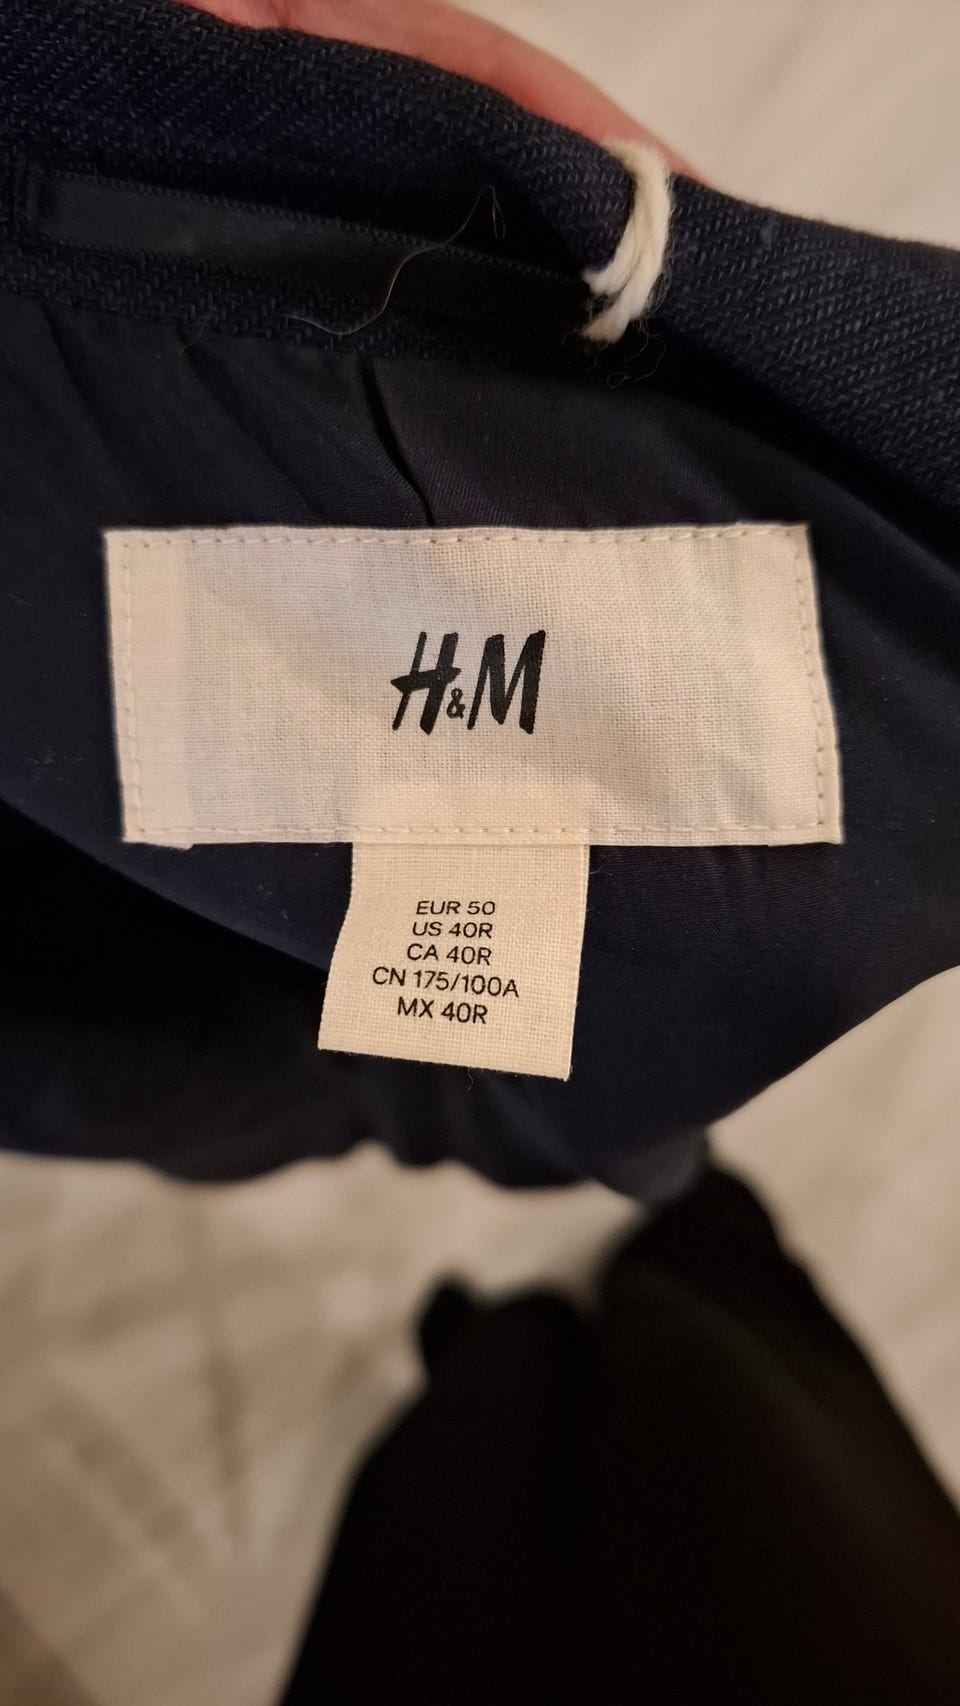 H&M
EUR 50
US 40R
CA 40R
CN 175/100A
MX 40R